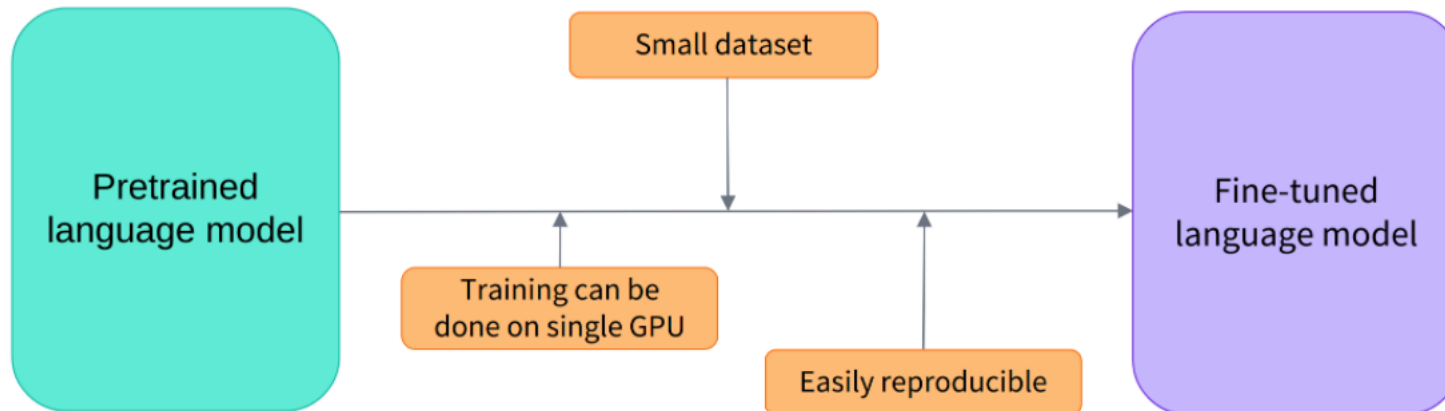 Small dataset
Pretrained
language model
Fine-tuned
language model
Training can be
done on single GPU
Easily reproducible